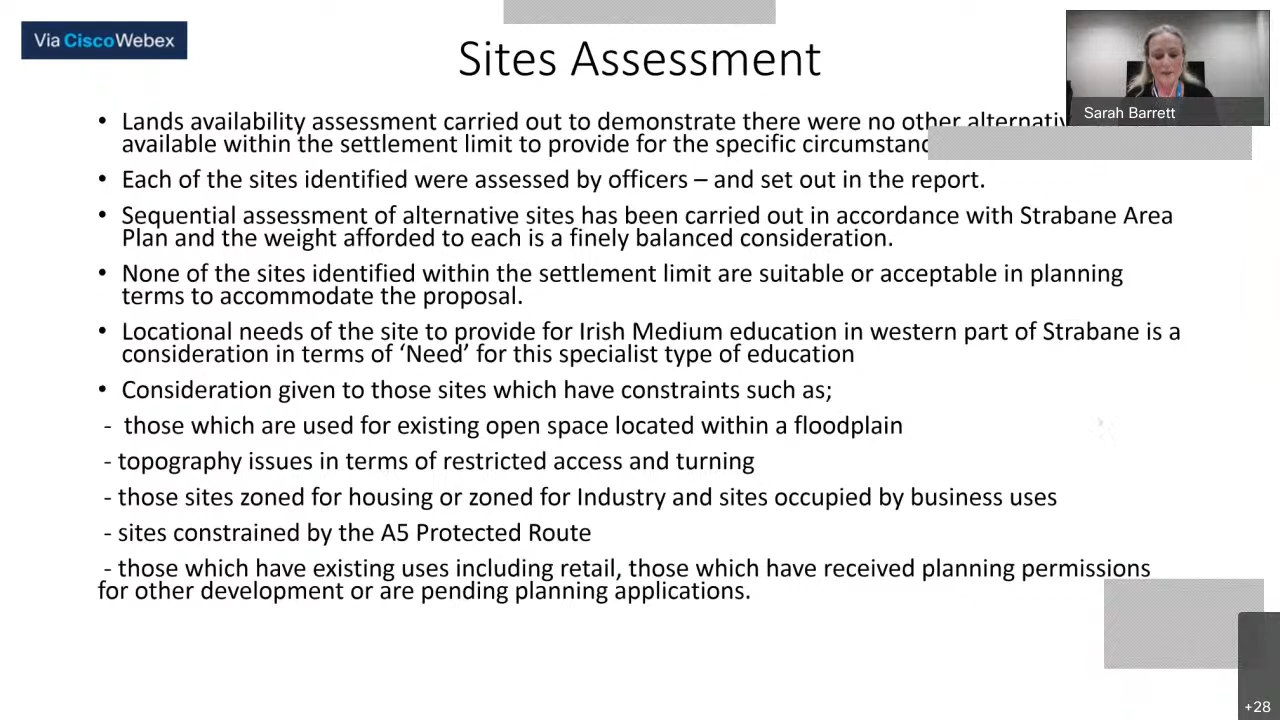 Via CiscoWebex
Sites Assessment
Sarah Barrett
• Lands availability assessment carried out to demonstrate there were no other
available within the settlement limit to provide for the specific
• Each of the sites identified were assessed by officers – and set out in the report.
• Sequential assessment of alternative sites has been carried out in accordance with Strabane Area
Plan and the weight afforded to each is a finely balanced consideration.
• None of the sites identified within the settlement limit are suitable or acceptable in planning
terms to accommodate the proposal.
• Locational needs of the site to provide for Irish Medium education in western part of Strabane is a
consideration in terms of ‘Need’ for this specialist type of education
• Consideration given to those sites which have constraints such as;
- those which are used for existing open space located within a floodplain
- topography issues in terms of restricted access and turning
- those sites zoned for housing or zoned for Industry and sites occupied by business uses
- sites constrained by the A5 Protected Route
- those which have existing uses including retail, those which have received planning permissions
for other development or are pending planning applications.
+28